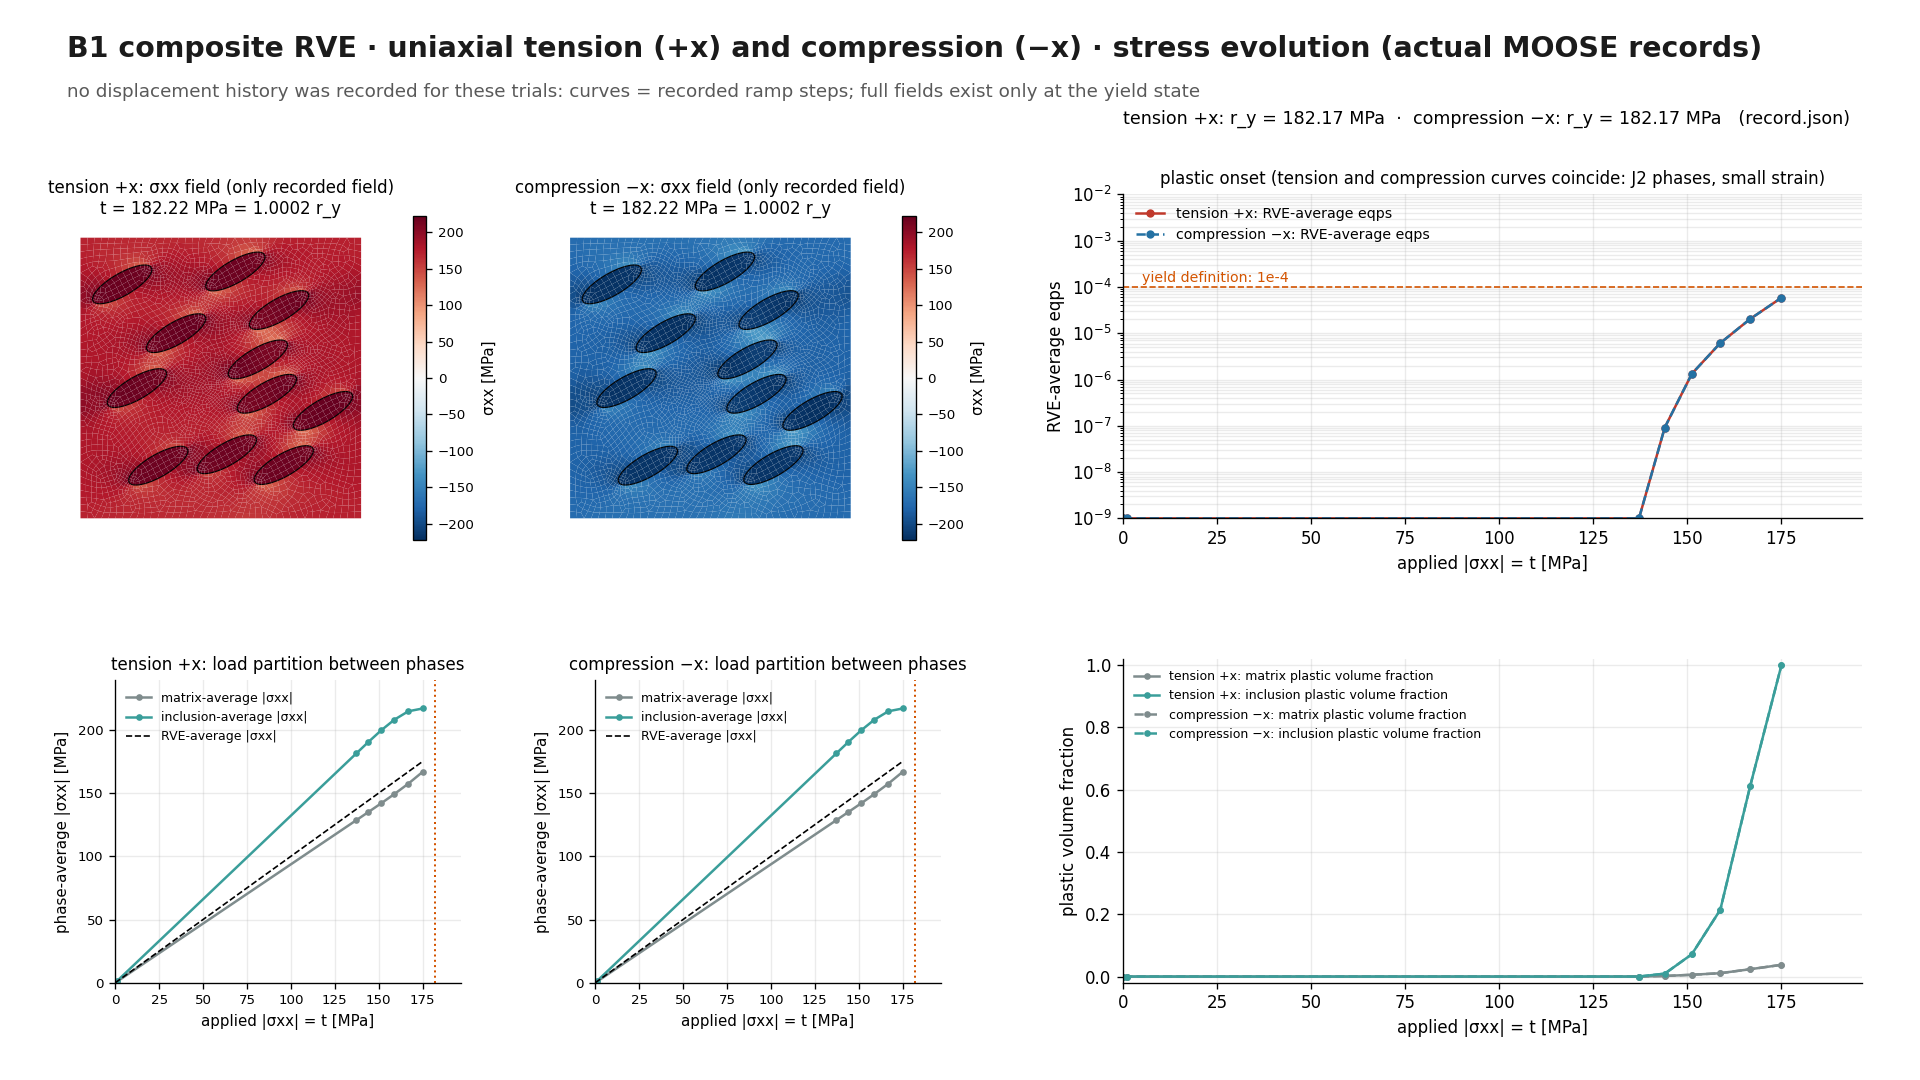 B1 composite RVE · uniaxial tension (+x) and compression (−x) · stress evolution (actual MOOSE records)
no displacement history was recorded for these trials: curves = recorded ramp steps; full fields exist only at the yield state
tension +x: r_y = 182.17 MPa · compression −x: r_y = 182.17 MPa (record.json)
tension +x: σxx field (only recorded field)
t = 182.22 MPa = 1.0002 r_y
200
150
100
50
0
−50
−100
−150
−200
σxx [MPa]
compression −x: σxx field (only recorded field)
t = 182.22 MPa = 1.0002 r_y
200
150
100
50
0
−50
−100
−150
−200
σxx [MPa]
plastic onset (tension and compression curves coincide: J2 phases, small strain)
tension +x: RVE-average eqps
compression −x: RVE-average eqps
yield definition: 1e-4
10⁻²
10⁻³
10⁻⁴
10⁻⁵
10⁻⁶
10⁻⁷
10⁻⁸
10⁻⁹
RVE-average eqps
0 25 50 75 100 125 150 175
applied |σxx| = t [MPa]
tension +x: load partition between phases
matrix-average |σxx|
inclusion-average |σxx|
RVE-average |σxx|
200
150
100
50
0
phase-average |σxx| [MPa]
0 25 50 75 100 125 150 175
applied |σxx| = t [MPa]
compression −x: load partition between phases
matrix-average |σxx|
inclusion-average |σxx|
RVE-average |σxx|
200
150
100
50
0
phase-average |σxx| [MPa]
0 25 50 75 100 125 150 175
applied |σxx| = t [MPa]
tension +x: matrix plastic volume fraction
tension +x: inclusion plastic volume fraction
compression −x: matrix plastic volume fraction
compression −x: inclusion plastic volume fraction
1.0
0.8
0.6
0.4
0.2
0.0
plastic volume fraction
0 25 50 75 100 125 150 175
applied |σxx| = t [MPa]